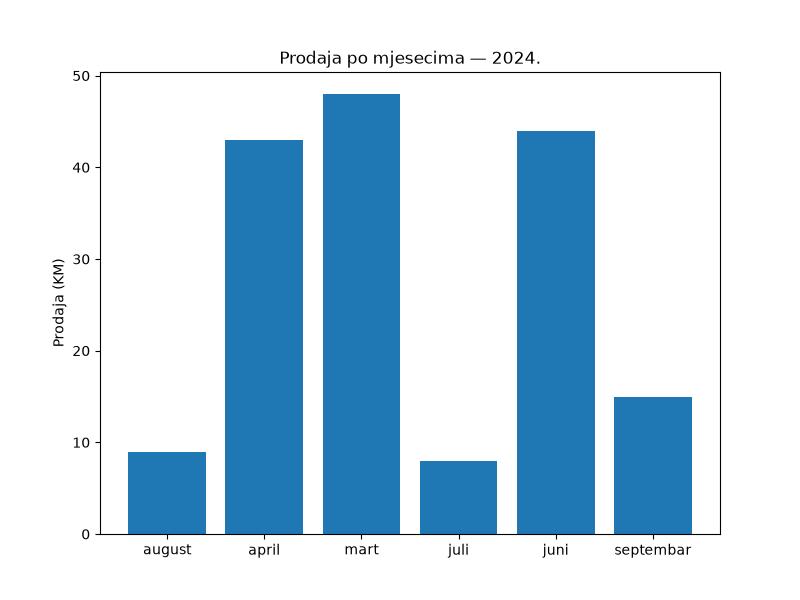 Prodaja po mjesecima — 2024.
Prodaja (KM)
50
40
30
20
10
0
august
april
mart
juli
juni
septembar